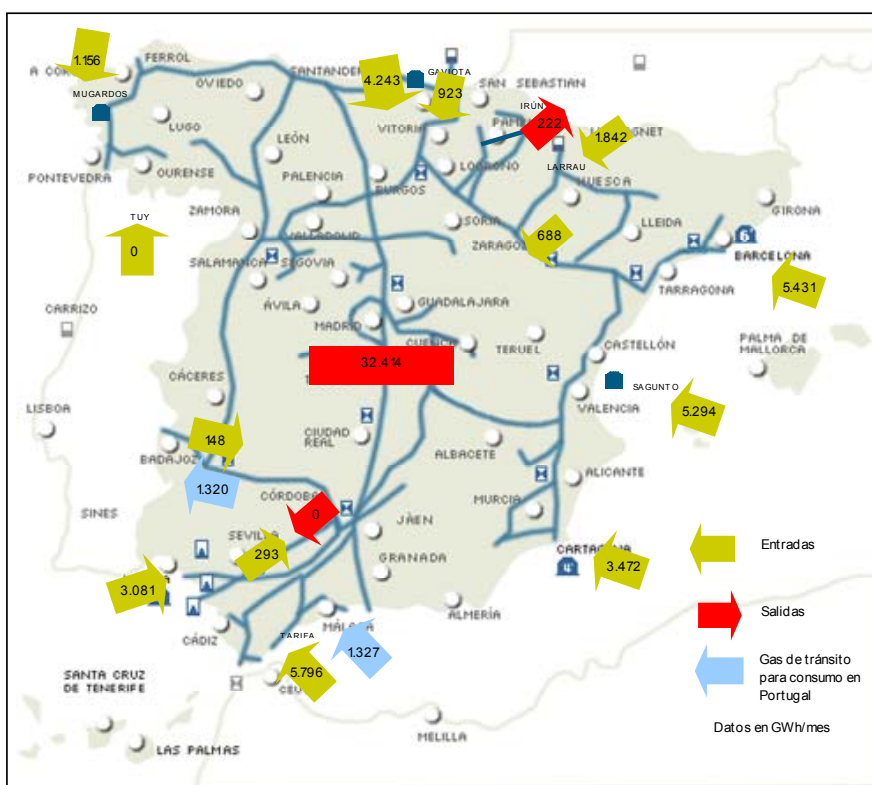 1.156
FERROL
MUGARDOS
OVIEDO
SANTANDER
4.243
GAVIOTA
923
SAN SEBASTIAN
IRÚN
222
1.842
LARRAU
LUGO
VITORIA
LEÓN
LOGROÑO
HUESCA
GIRONA
PONTEVEDRA
OURENSE
PALENCIA
BURGOS
ZAMORA
SORIA
LLEIDA
TUY
0
VALLADOLID
688
BARCELONA
SALAMANCA
SEGOVIA
TARRAGONA
5.431
ÁVILA
GUADALAJARA
CARRIZO
MADRID
TERUEL
CASTELLÓN
PALMA DE
MALLORCA
32.414
CÁCERES
SAGUNTO
VALENCIA
5.294
LISBOA
148
CIUDAD
REAL
BADAJOZ
ALBACETE
1.320
ALICANTE
CÓRDOBA
MURCIA
SINES
0
JÁEN
SEVILLA
293
GRANADA
CARTAGENA
3.472
Entradas
3.081
ALMERÍA
CÁDIZ
MÁLAGA
TARIFA
1.327
Salidas
5.796
Gas de tránsito
para consumo en
Portugal
SANTA CRUZ
DE TENERIFE
MELILLA
Datos en GWh/mes
LAS PALMAS